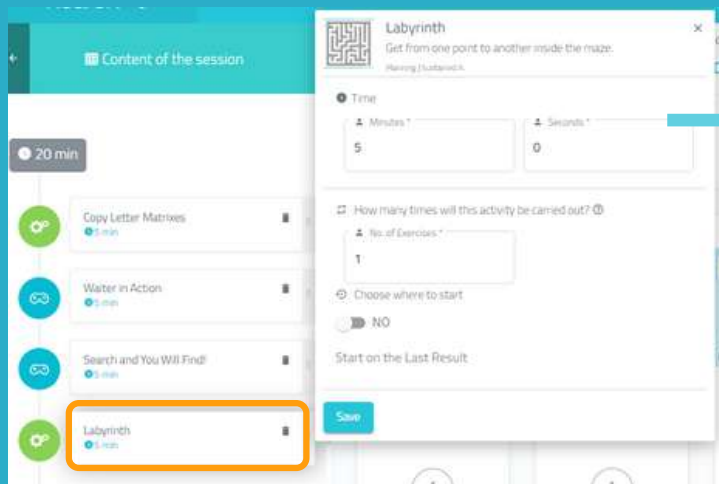 Content of the session
20 min
Copy Letter Matrixes
5 min
Waiter in Action
5 min
Search and You Will Find!
5 min
Labyrinth
5 min
Labyrinth
Get from one point to another inside the maze.
Planning | Sustained A.
Time
Minutes *
5
Seconds *
0
How many times will this activity be carried out?
No. of Exercises *
1
Choose where to start
NO
Start on the Last Result
Save